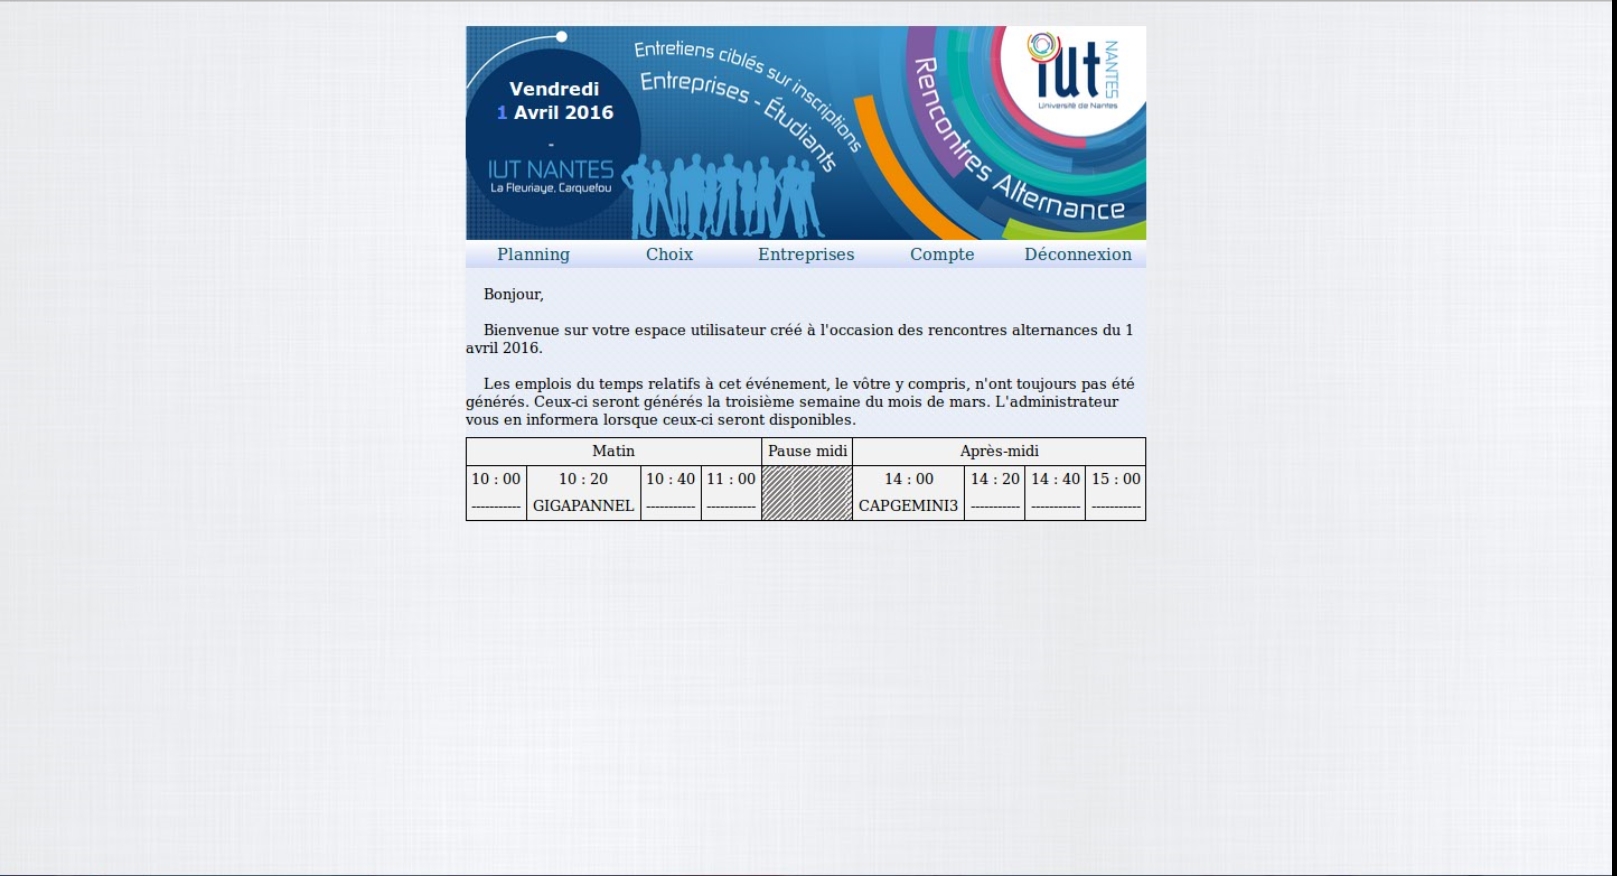 Vendredi
1 Avril 2016
-
IUT NANTES
La Fleuriaye, Carquefou
Entretiens ciblés sur inscriptions
Entreprises - Étudiants
Rencontres Alternance
iut
NANTES
Université de Nantes
Planning Choix Entreprises Compte Déconnexion
Bonjour,
Bienvenue sur votre espace utilisateur créé à l'occasion des rencontres alternances du 1
avril 2016.
Les emplois du temps relatifs à cet événement, le vôtre y compris, n'ont toujours pas été
générés. Ceux-ci seront générés la troisième semaine du mois de mars. L'administrateur
vous en informera lorsque ceux-ci seront disponibles.
Matin Pause midi Après-midi
10 : 00 10 : 20 10 : 40 11 : 00 14 : 00 14 : 20 14 : 40 15 : 00
----------- GIGAPANNEL ----------- ----------- CAPGEMINI3 ----------- ----------- -----------